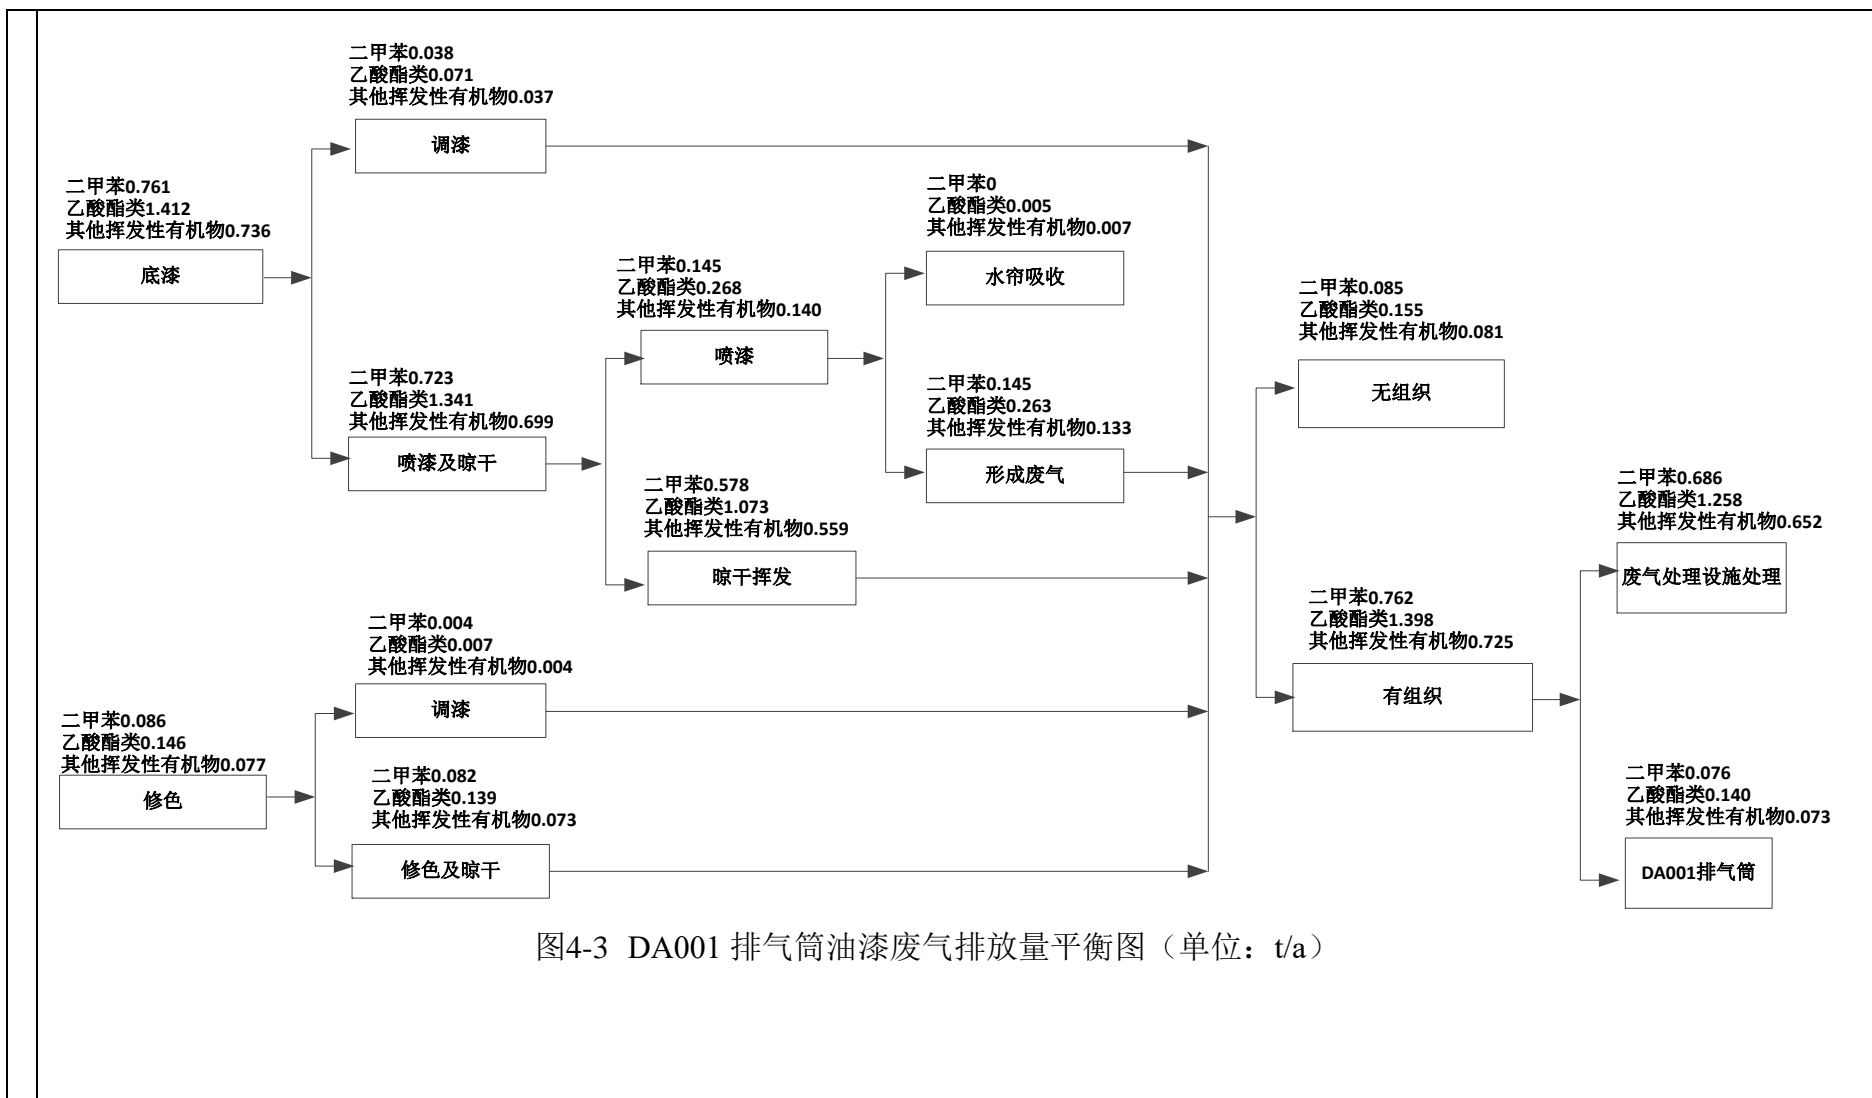 二甲苯0.038
乙酸酯类0.071
其他挥发性有机物0.037
调漆
二甲苯0.761
乙酸酯类1.412
其他挥发性有机物0.736
底漆
二甲苯0
乙酸酯类0.005
其他挥发性有机物0.007
水帘吸收
二甲苯0.145
乙酸酯类0.268
其他挥发性有机物0.140
喷漆
二甲苯0.085
乙酸酯类0.155
其他挥发性有机物0.081
无组织
二甲苯0.723
乙酸酯类1.341
其他挥发性有机物0.699
喷漆及晾干
二甲苯0.145
乙酸酯类0.263
其他挥发性有机物0.133
形成废气
二甲苯0.578
乙酸酯类1.073
其他挥发性有机物0.559
晾干挥发
二甲苯0.686
乙酸酯类1.258
其他挥发性有机物0.652
废气处理设施处理
二甲苯0.762
乙酸酯类1.398
其他挥发性有机物0.725
有组织
二甲苯0.004
乙酸酯类0.007
其他挥发性有机物0.004
调漆
二甲苯0.086
乙酸酯类0.146
其他挥发性有机物0.077
修色
二甲苯0.082
乙酸酯类0.139
其他挥发性有机物0.073
修色及晾干
二甲苯0.076
乙酸酯类0.140
其他挥发性有机物0.073
DA001排气筒
图4-3 DA001 排气筒油漆废气排放量平衡图（单位：t/a）